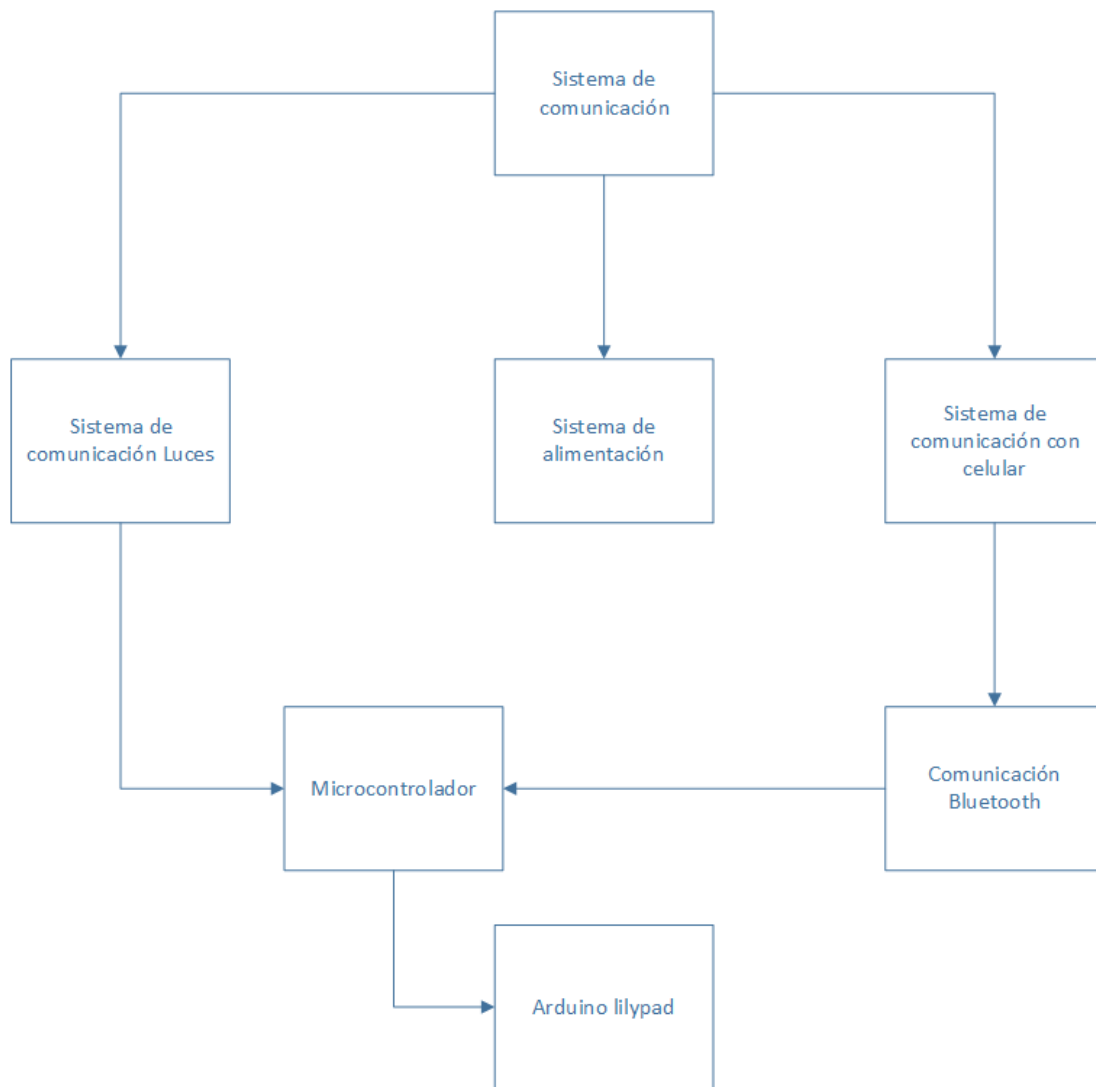 Sistema de
comunicación
Sistema de
comunicación Luces
Sistema de
alimentación
Sistema de
comunicación con
celular
Microcontrolador
Comunicación
Bluetooth
Arduino lilypad